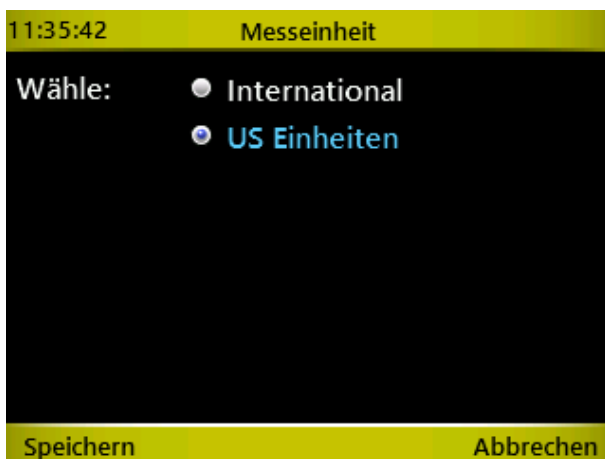 11:35:42 Messeinheit
Wähle: International
US Einheiten
Speichern Abbrechen